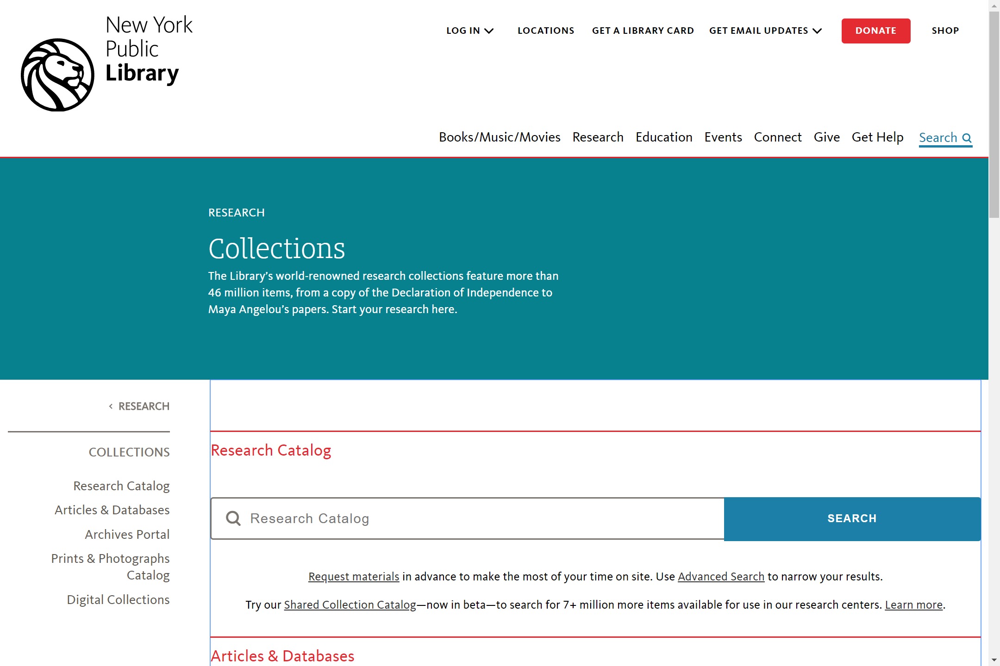 New York
Public
Library
LOG IN
LOCATIONS
GET A LIBRARY CARD
GET EMAIL UPDATES
DONATE
SHOP
Books/Music/Movies
Research
Education
Events
Connect
Give
Get Help
Search
RESEARCH
Collections
The Library’s world-renowned research collections feature more than
46 million items, from a copy of the Declaration of Independence to
Maya Angelou’s papers. Start your research here.
RESEARCH
COLLECTIONS
Research Catalog
Articles & Databases
Archives Portal
Prints & Photographs
Catalog
Digital Collections
Research Catalog
Research Catalog
SEARCH
Request materials in advance to make the most of your time on site. Use Advanced Search to narrow your results.
Try our Shared Collection Catalog—now in beta—to search for 7+ million more items available for use in our research centers. Learn more.
Articles & Databases